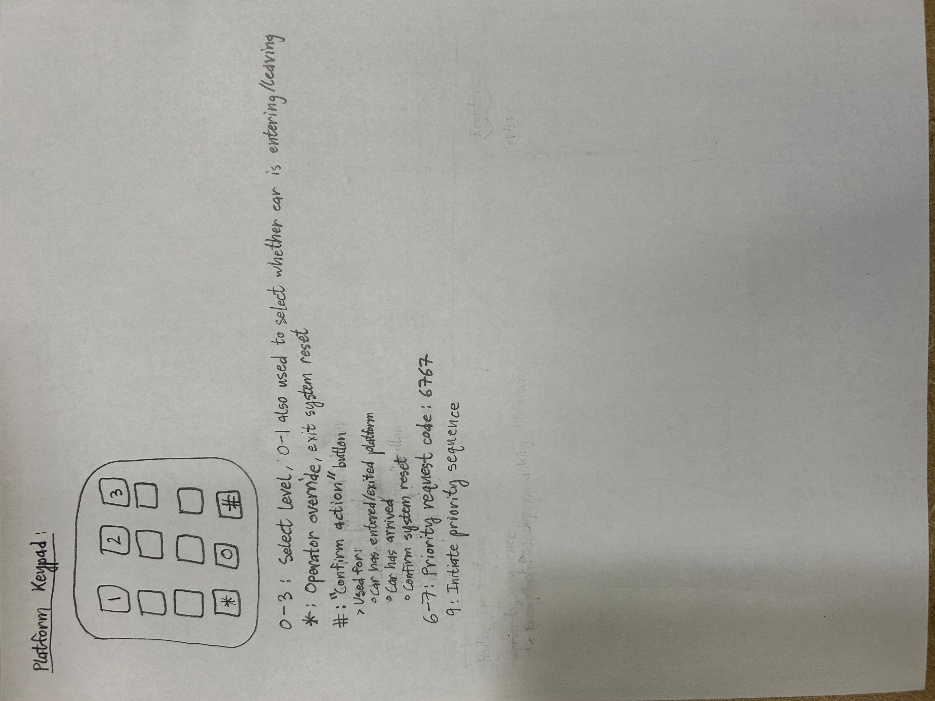 Platform Keypad:
1 2 3
* 0 #
0-3: Select level, 0-1 also used to select whether car is entering/leaving
*: Operator override, exit system reset
#: "Confirm action" button
> Used for:
o Car has entered/exited platform
o Car has arrived
o Confirm system reset
6-7: Priority request code: 6767
9: Initiate priority sequence